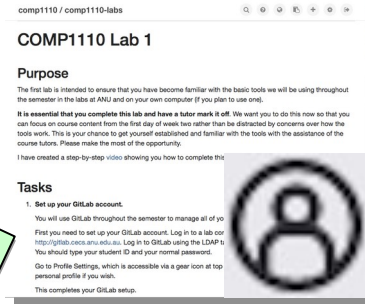 comp1110 / comp1110-labs
COMP1110 Lab 1
Purpose
The first lab is intended to ensure that you have become familiar with the basic tools we will be using throughout
the semester in the labs at ANU and on your own computer (if you plan to use one).
It is essential that you complete this lab and have a tutor mark it off. We want you to do this now so that you
can focus on course content from the first day of week two rather than be distracted by concerns over how the
tools work. This is your chance to get yourself established and familiar with the tools with the assistance of the
course tutors. Please make the most of the opportunity.
I have created a step-by-step video showing you how to complete this
Tasks
1. Set up your GitLab account.
You will use GitLab throughout the semester to manage all of yo
First you need to set up your GitLab account. Log in to a lab cor
http://gitlab.cecs.anu.edu.au. Log in to GitLab using the LDAP t
You should type your student ID and your normal password.
Go to Profile Settings, which is accessible via a gear icon at top
personal profile if you wish.
This completes your GitLab setup.